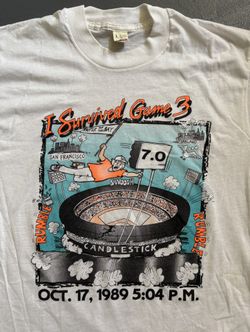 I Survived Game 3
SAN FRANCISCO
7.0
RUMBLE
RUMBLE
CANDLESTICK
OCT. 17, 1989 5:04 P.M.